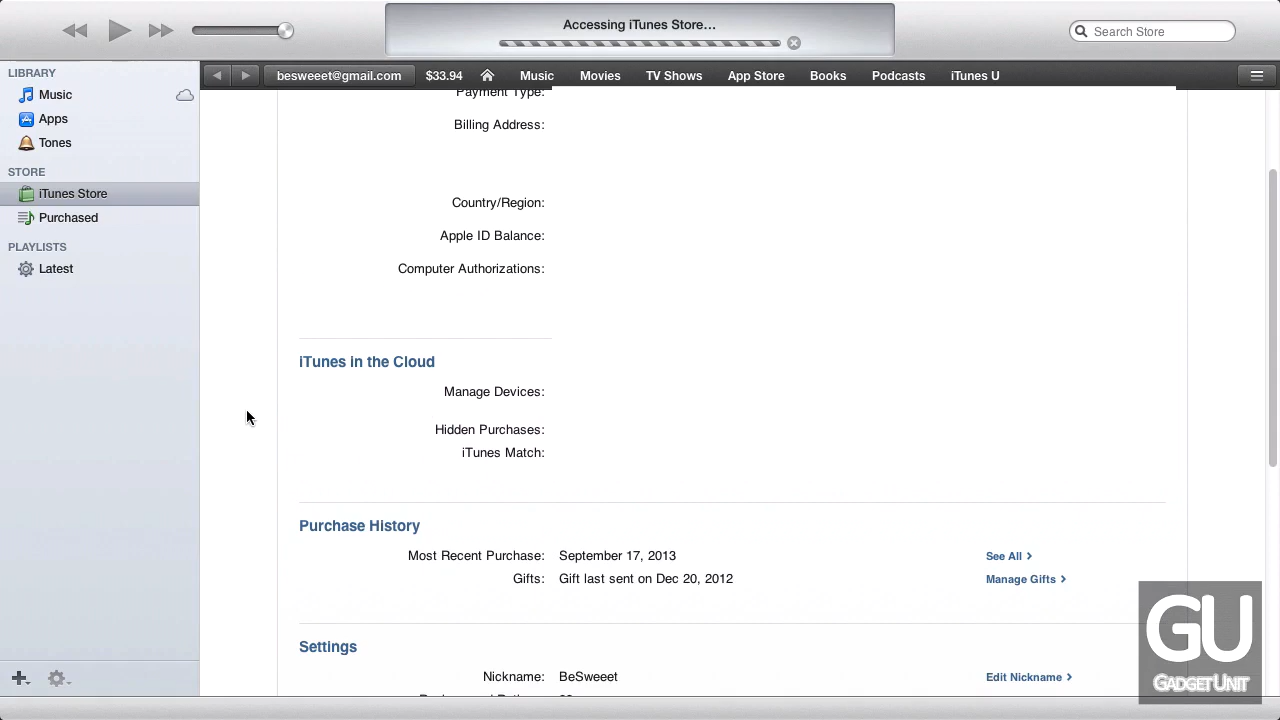 Accessing iTunes Store...
Search Store
besweeet@gmail.com $33.94 Music Movies TV Shows App Store Books Podcasts iTunes U
LIBRARY
Music
Apps
Tones
STORE
iTunes Store
Purchased
PLAYLISTS
Latest
Payment Type:
Billing Address:
Country/Region:
Apple ID Balance:
Computer Authorizations:
iTunes in the Cloud
Manage Devices:
Hidden Purchases:
iTunes Match:
Purchase History
Most Recent Purchase: September 17, 2013 See All >
Gifts: Gift last sent on Dec 20, 2012 Manage Gifts >
Settings
Nickname: BeSweeet Edit Nickname >
GU
GADGETUNIT